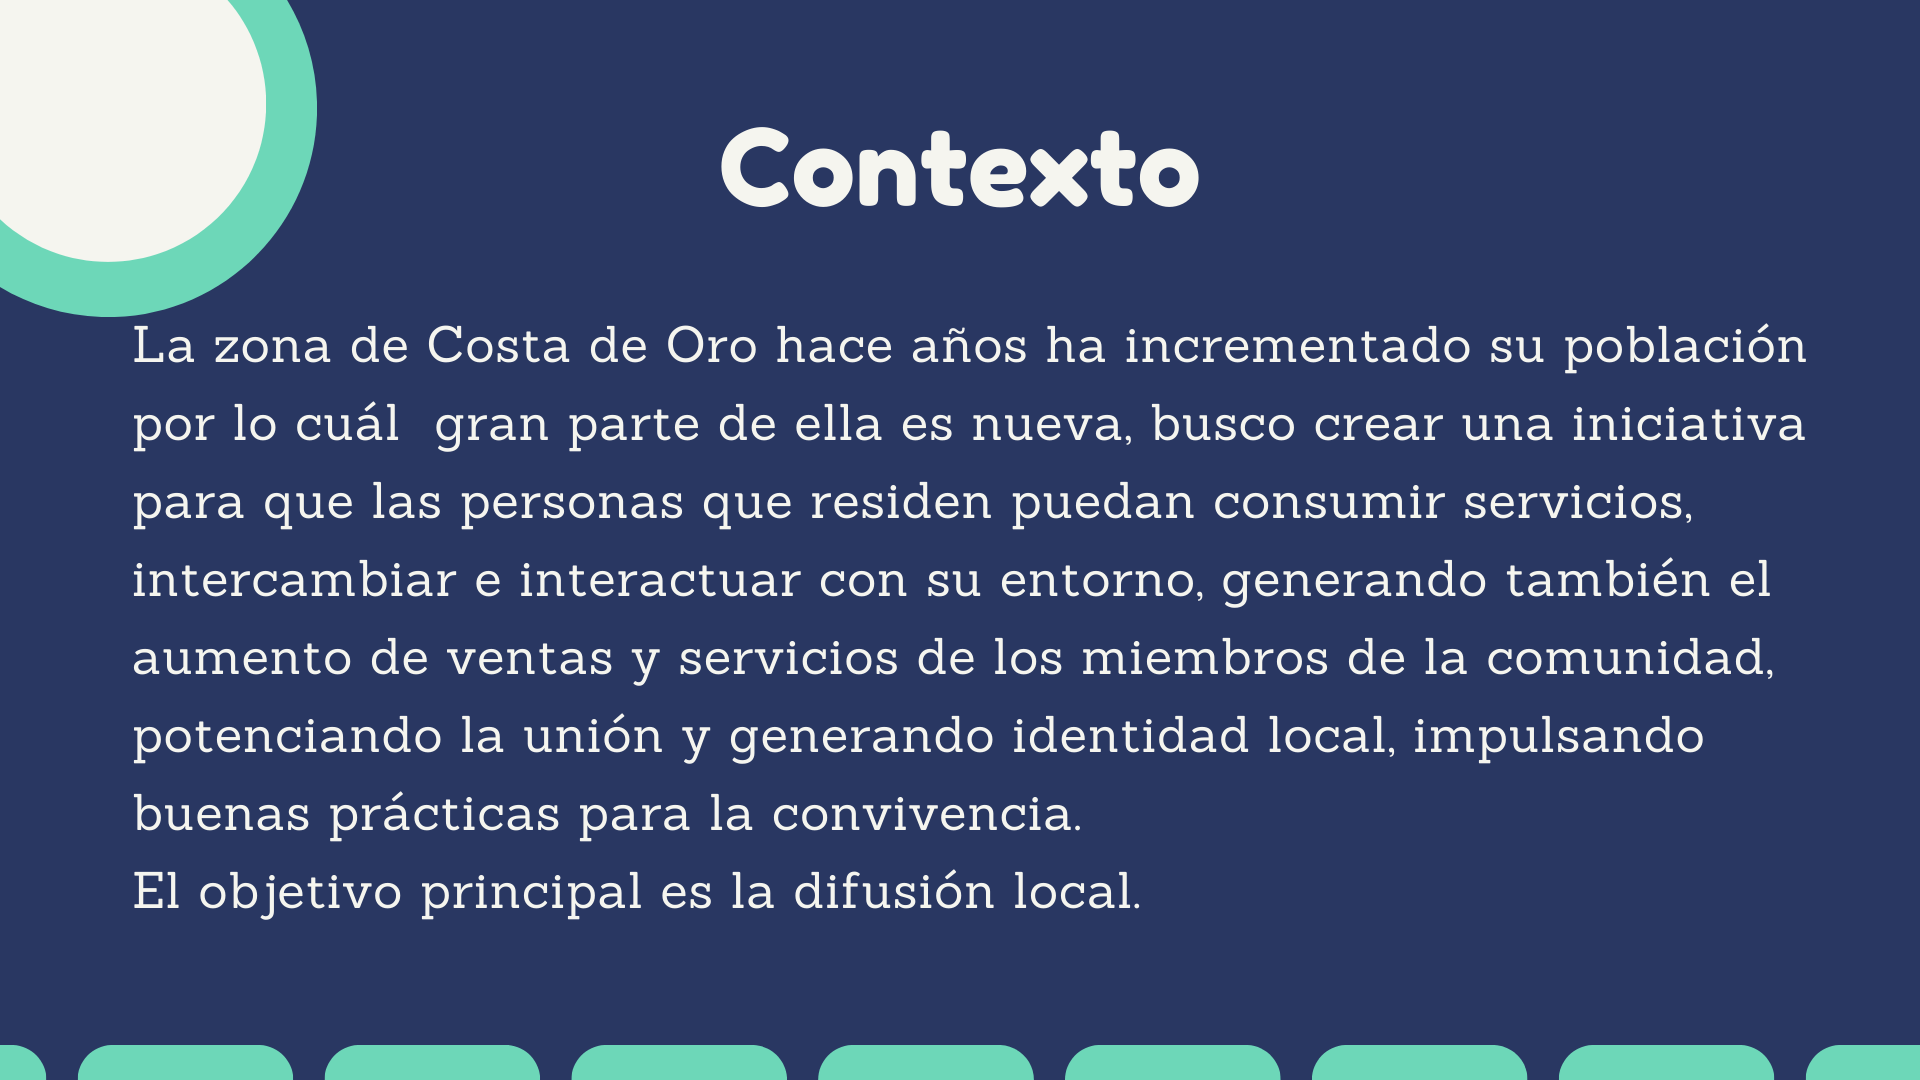 Contexto
La zona de Costa de Oro hace años ha incrementado su población
por lo cuál  gran parte de ella es nueva, busco crear una iniciativa
para que las personas que residen puedan consumir servicios,
intercambiar e interactuar con su entorno, generando también el
aumento de ventas y servicios de los miembros de la comunidad,
potenciando la unión y generando identidad local, impulsando
buenas prácticas para la convivencia.
El objetivo principal es la difusión local.